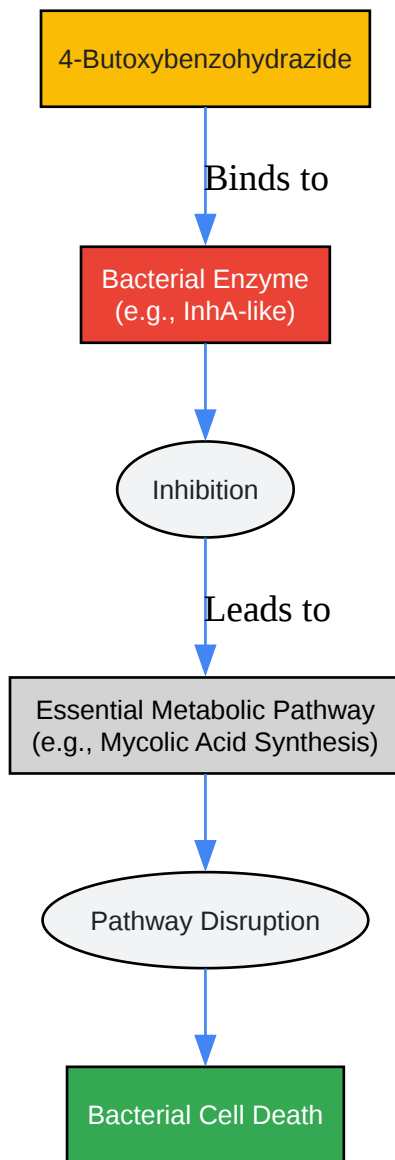 4-Butoxybenzohydrazide
Binds to
Bacterial Enzyme
(e.g., InhA-like)
Inhibition
Leads to
Essential Metabolic Pathway
(e.g., Mycolic Acid Synthesis)
Pathway Disruption
Bacterial Cell Death